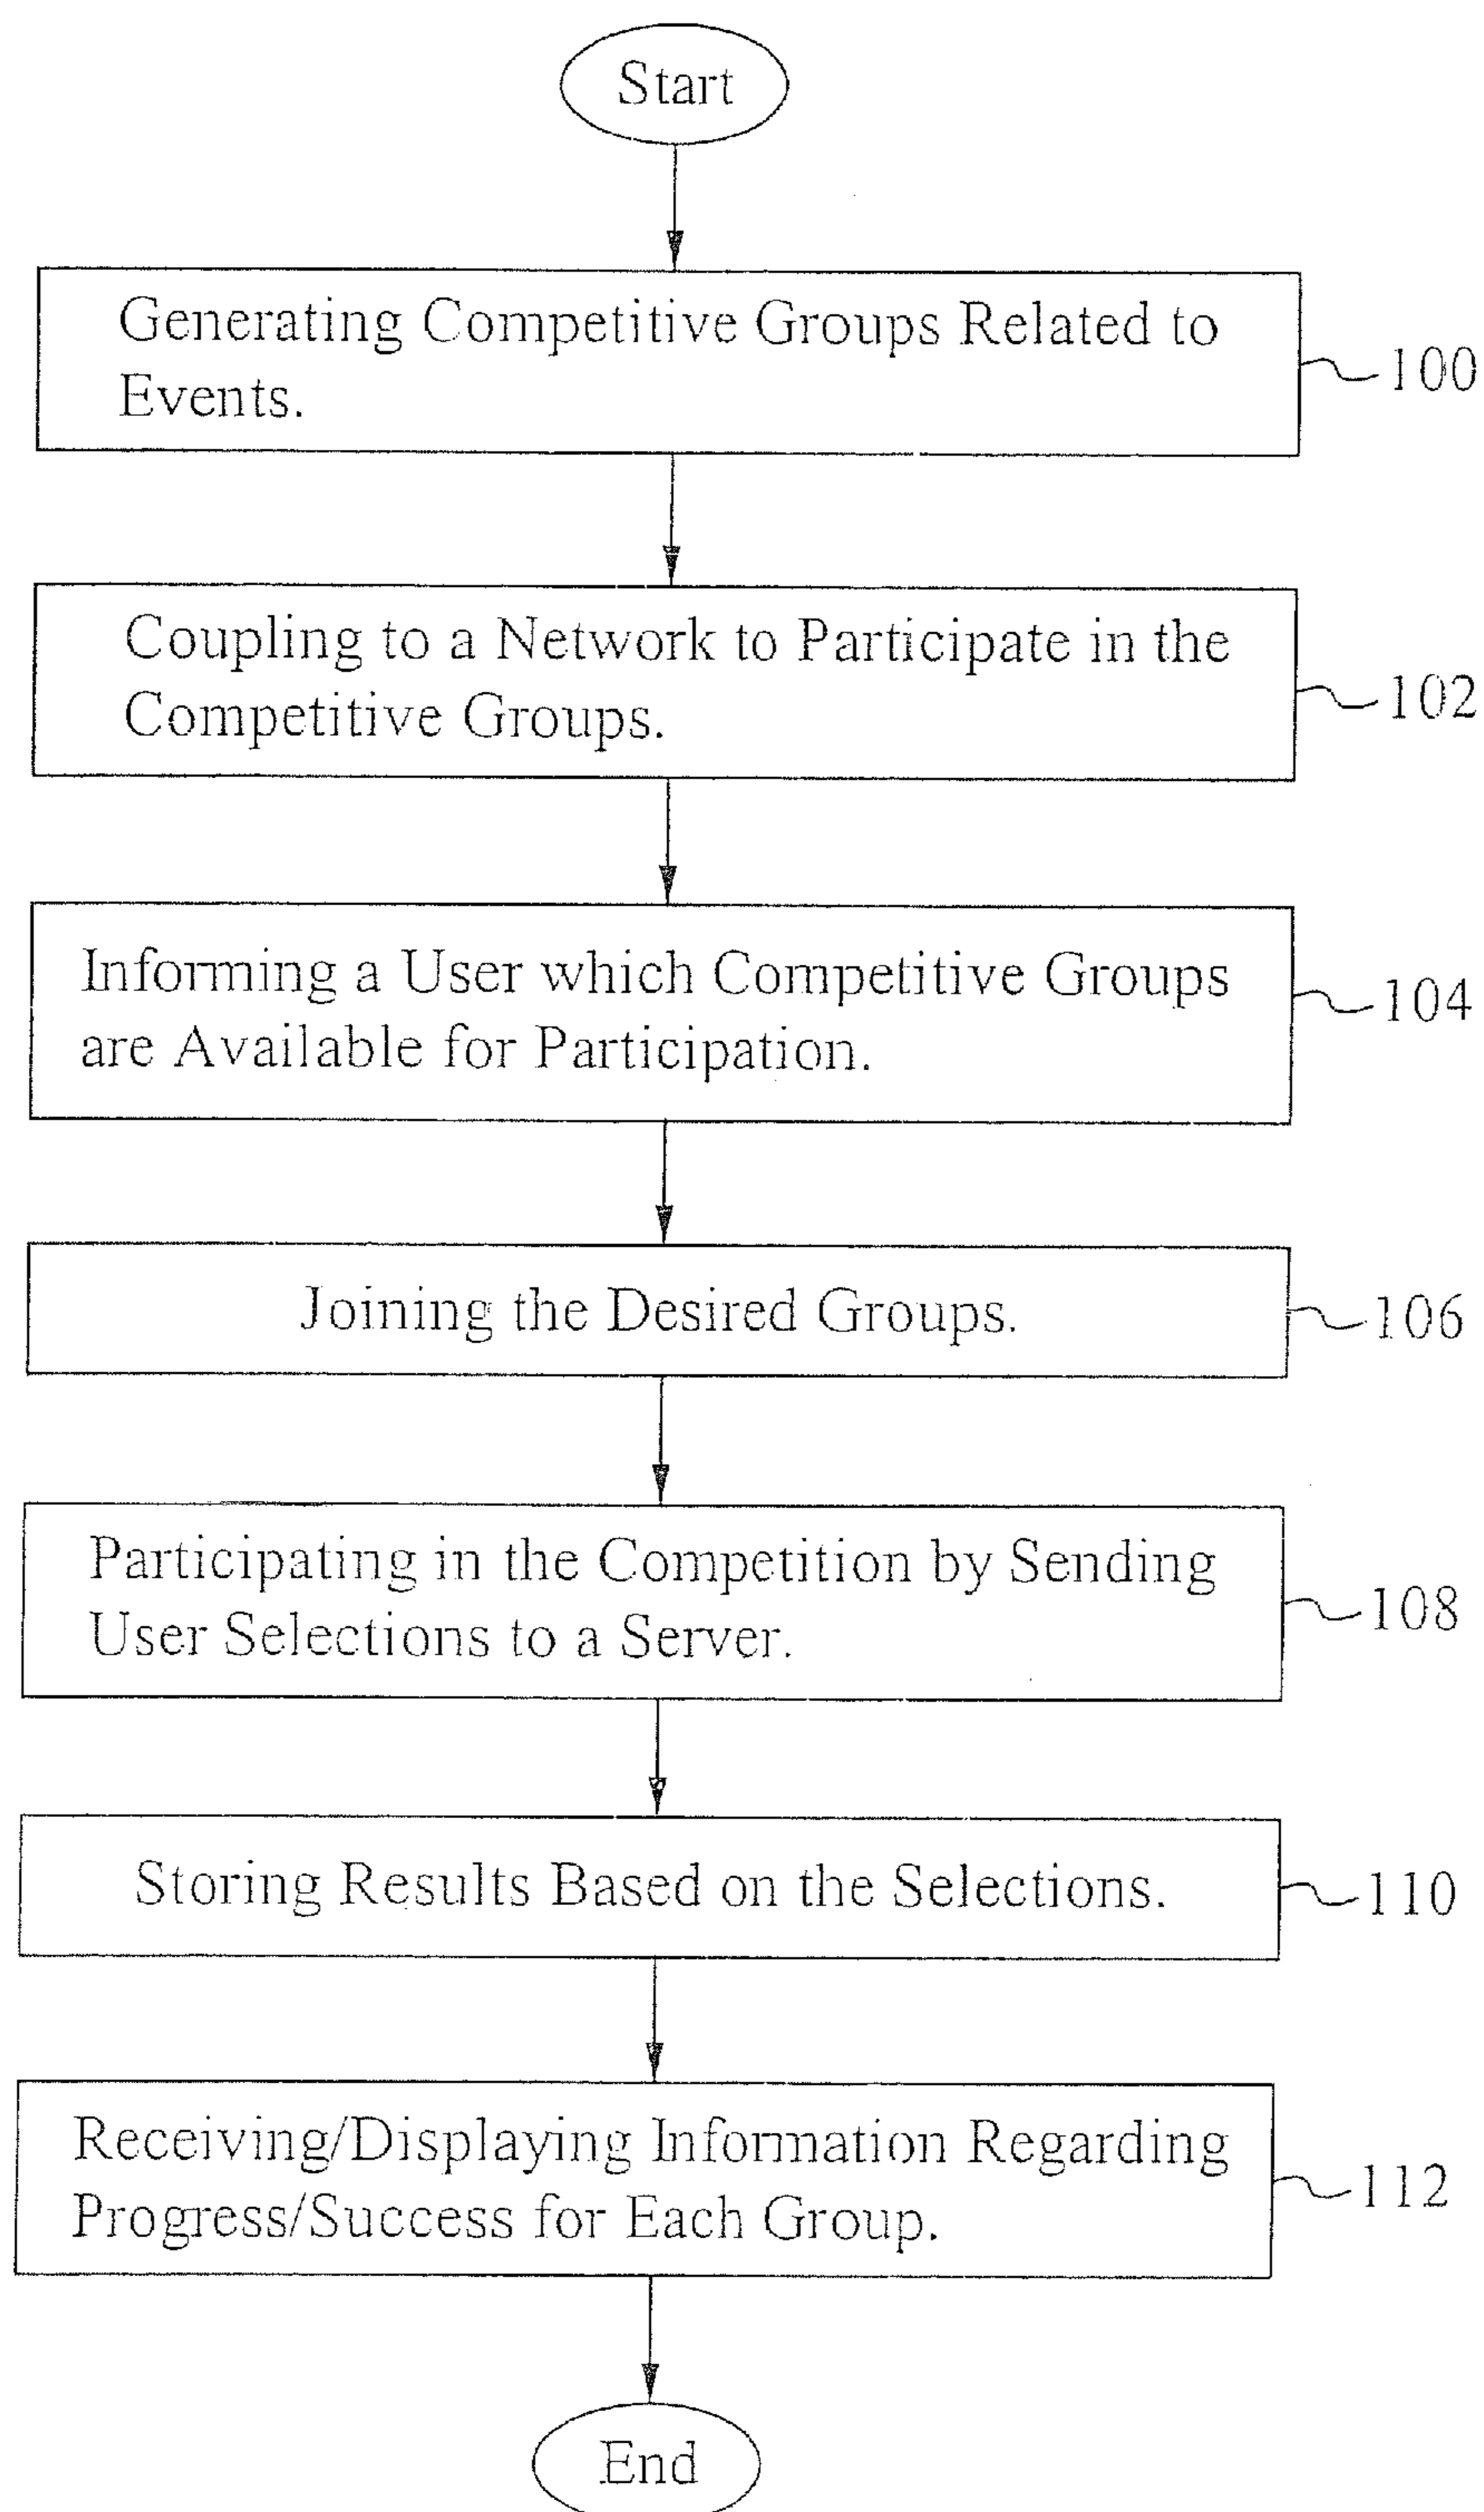 Start
Generating Competitive Groups Related to
Events.
100
Coupling to a Network to Participate in the
Competitive Groups.
102
Informing a User which Competitive Groups
are Available for Participation.
104
Joining the Desired Groups.
106
Participating in the Competition by Sending
User Selections to a Server.
108
Storing Results Based on the Selections.
110
Receiving/Displaying Information Regarding
Progress/Success for Each Group.
112
End